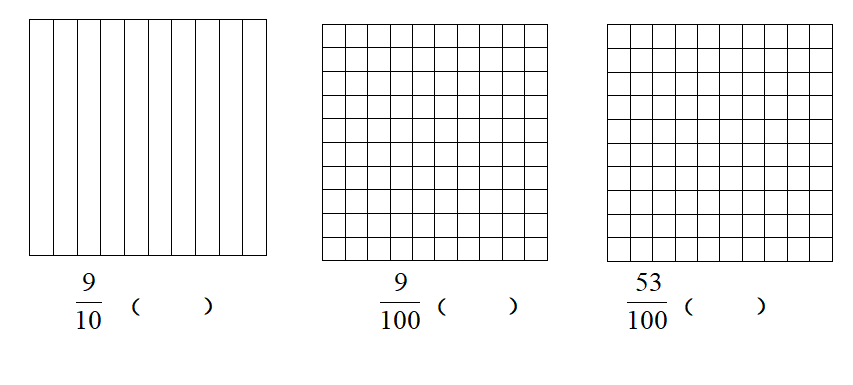 9/10 （ ） 9/100 （ ） 53/100 （ ）